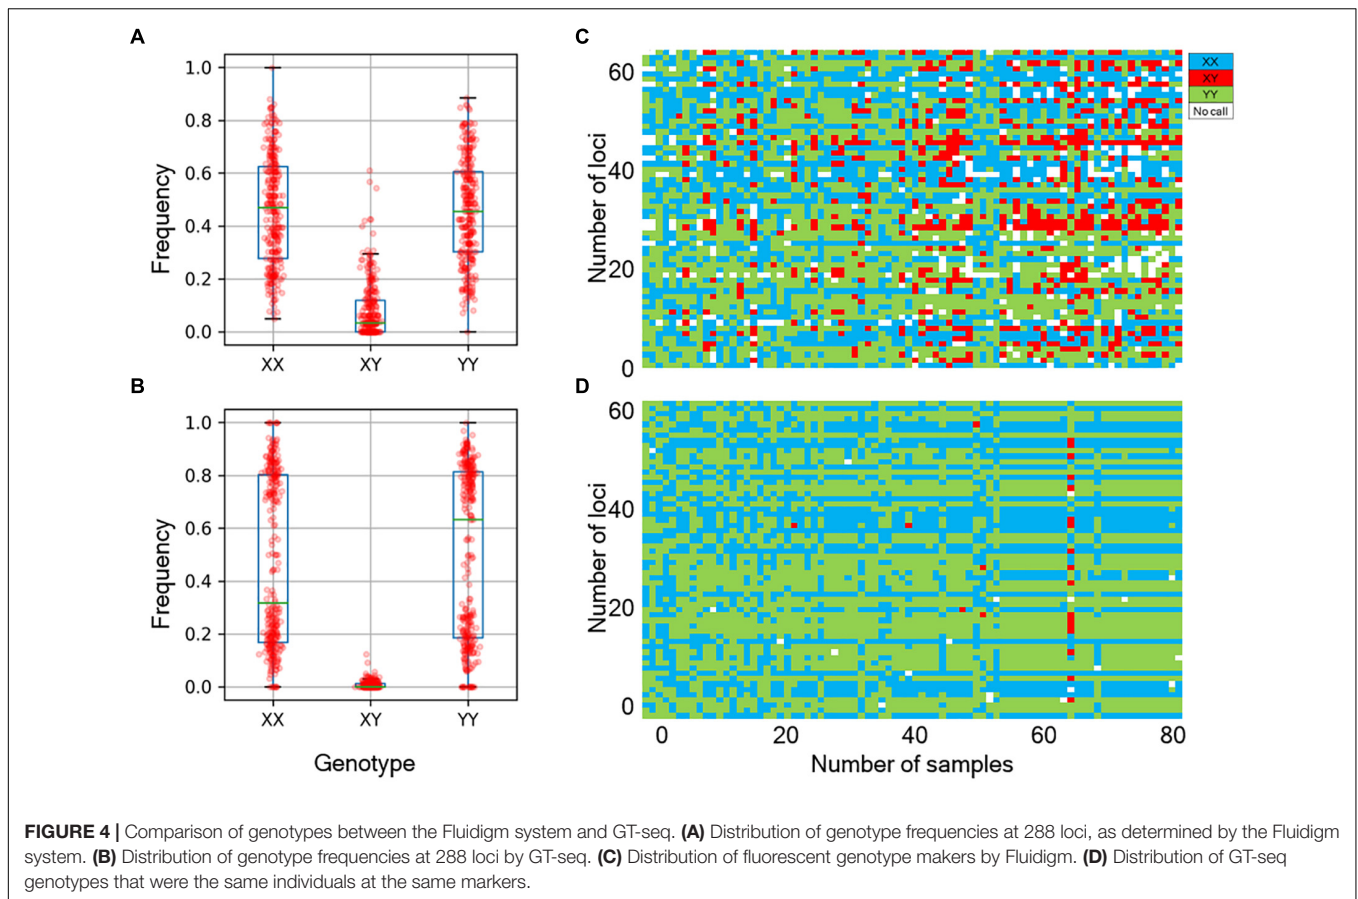 A
1.0
0.8
0.6
0.4
0.2
0.0
Frequency
XX XY YY
B
1.0
0.8
0.6
0.4
0.2
0.0
Frequency
XX XY YY
Genotype
C
60
40
20
0
Number of loci
XX
XY
YY
No call
D
60
40
20
0
Number of loci
0 20 40 60 80
Number of samples
FIGURE 4 | Comparison of genotypes between the Fluidigm system and GT-seq. (A) Distribution of genotype frequencies at 288 loci, as determined by the Fluidigm
system. (B) Distribution of genotype frequencies at 288 loci by GT-seq. (C) Distribution of fluorescent genotype makers by Fluidigm. (D) Distribution of GT-seq
genotypes that were the same individuals at the same markers.